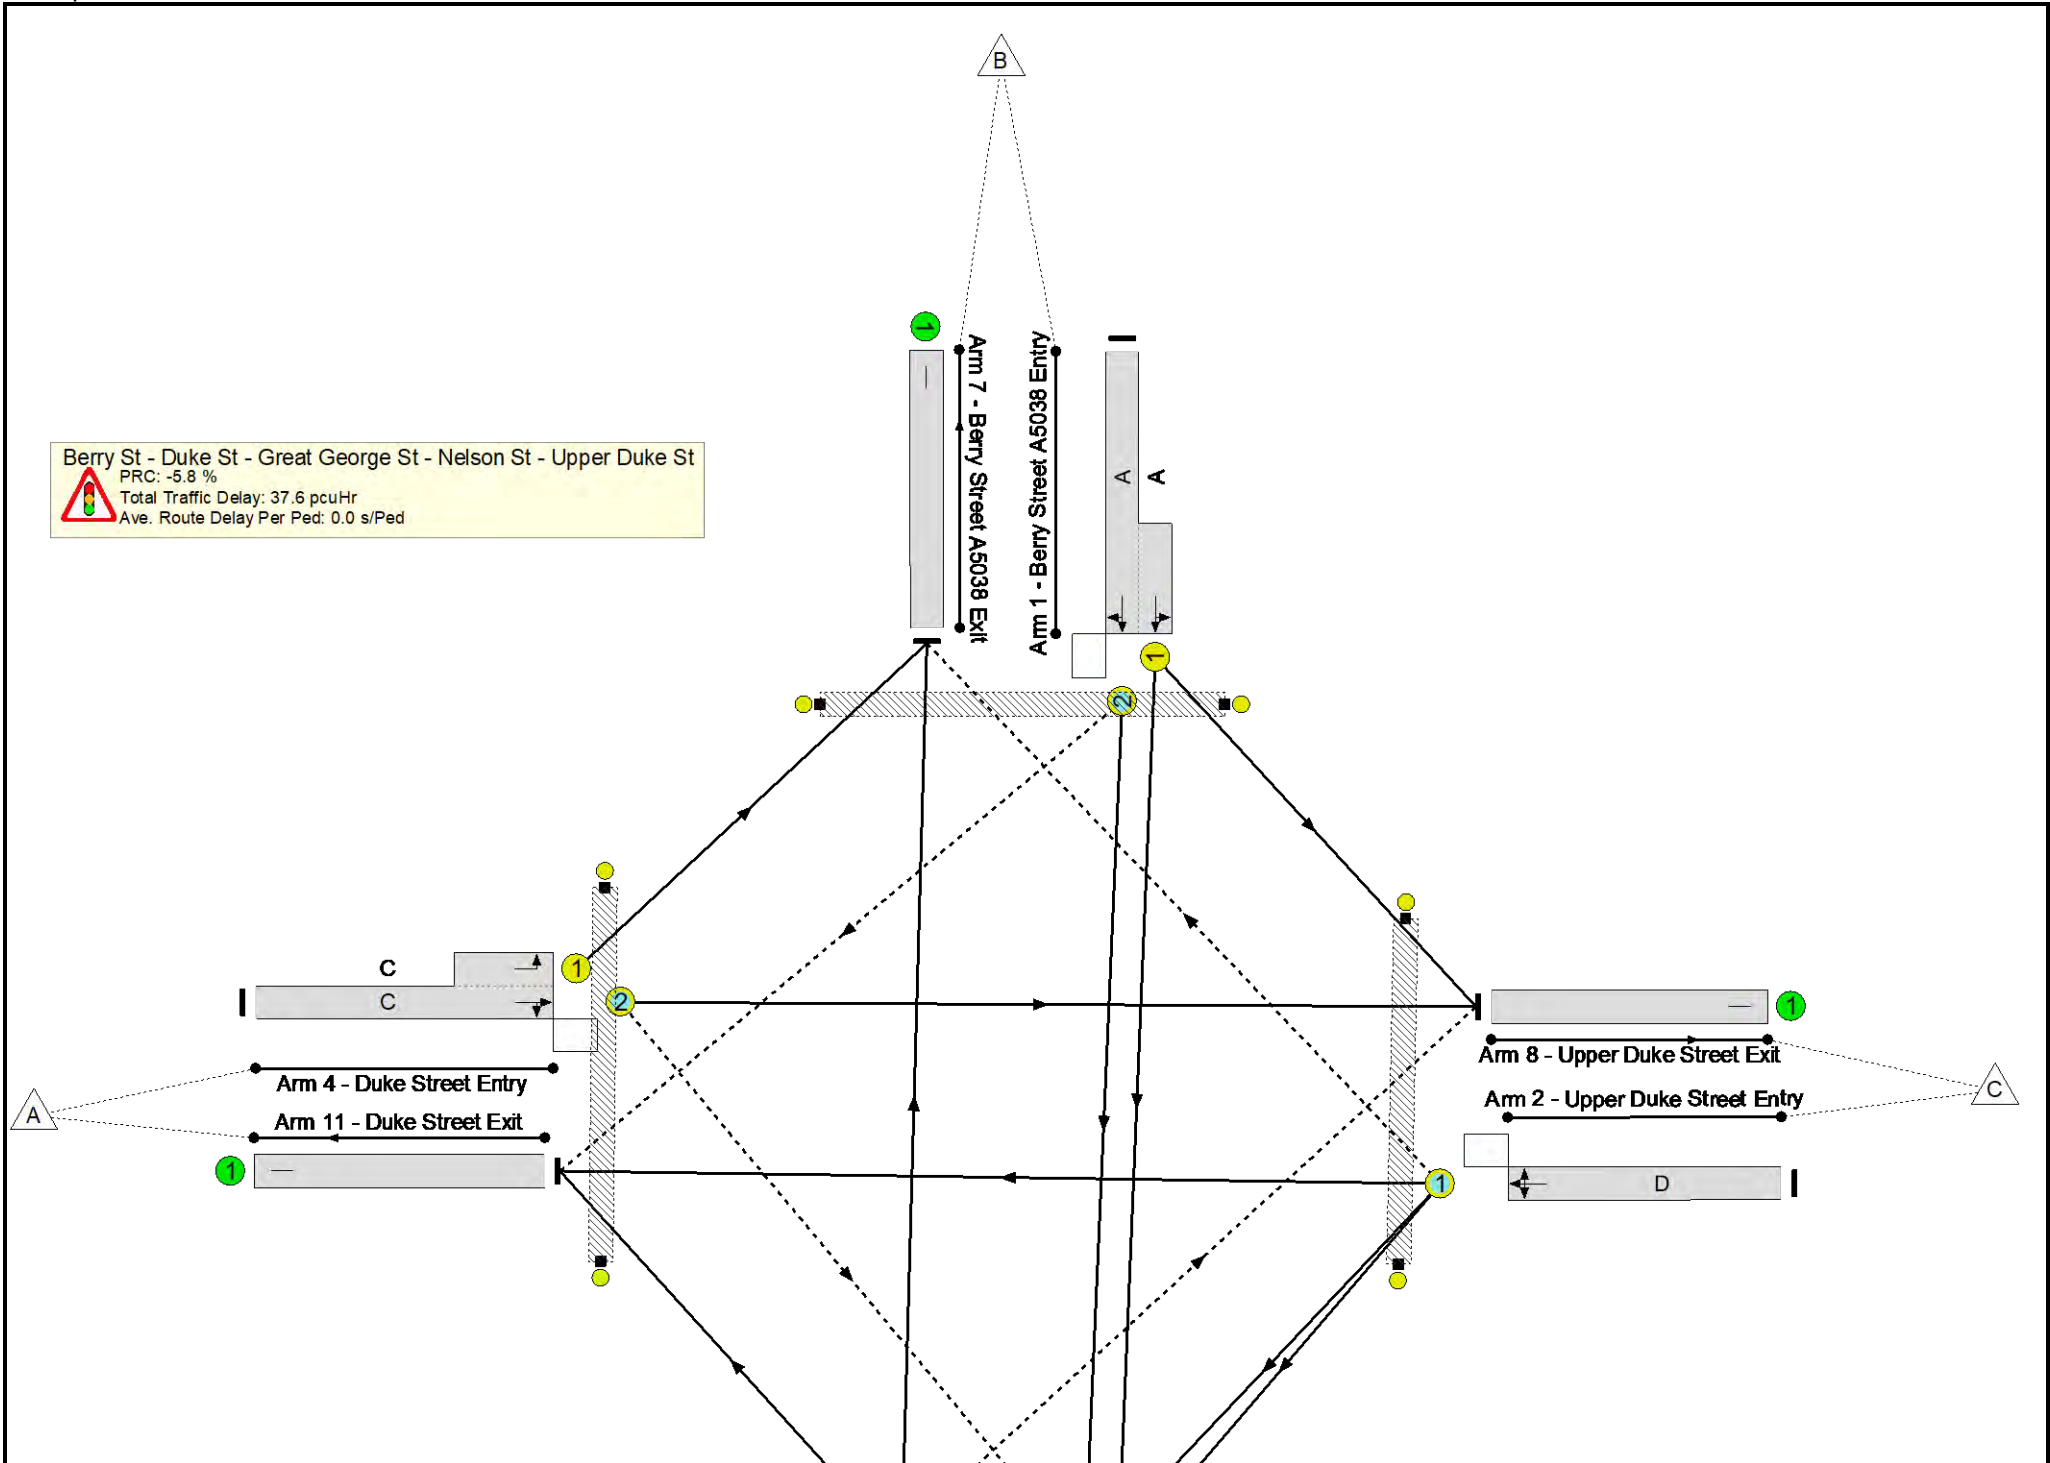 B
1
Arm 7 - Berry Street A5038 Exit
Arm 1 - Berry Street A5038 Entry
A
A
Berry St - Duke St - Great George St - Nelson St - Upper Duke St
PRC: -5.8 %
Total Traffic Delay: 37.6 pcuHr
Ave. Route Delay Per Ped: 0.0 s/Ped
1
2
C
1
C
2
1
Arm 8 - Upper Duke Street Exit
Arm 4 - Duke Street Entry
C
Arm 2 - Upper Duke Street Entry
A
Arm 11 - Duke Street Exit
1
1
D